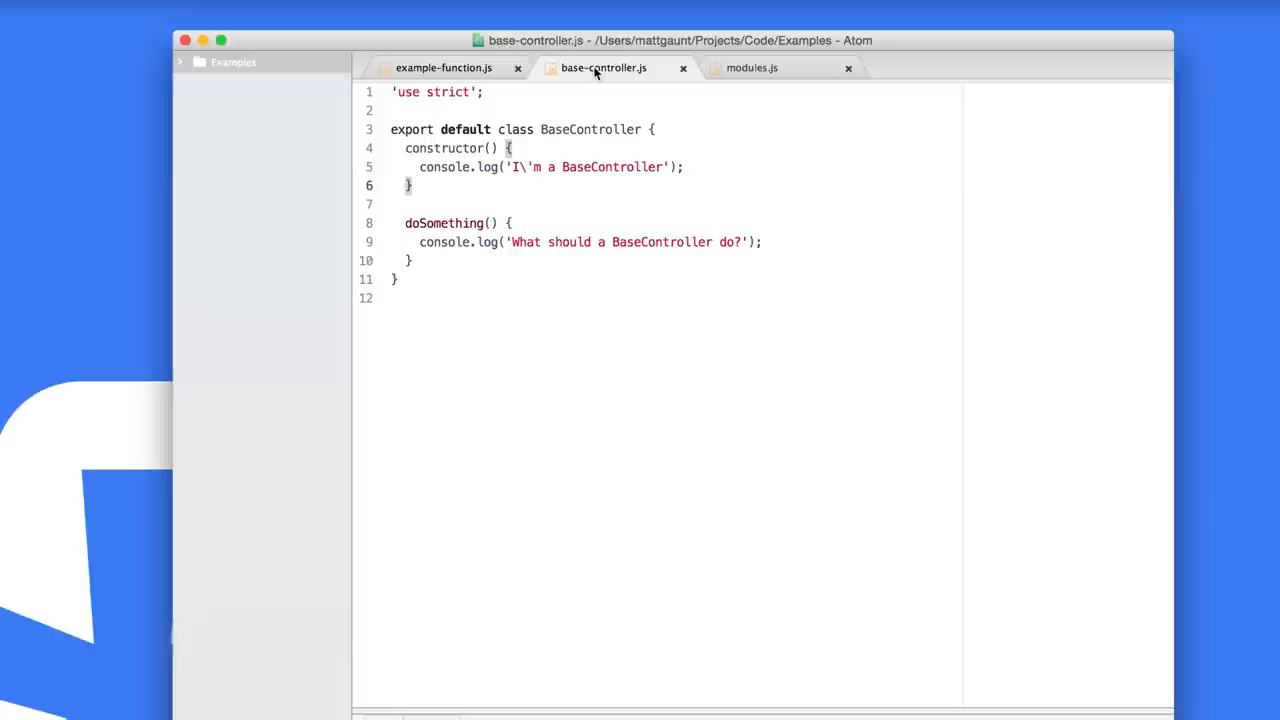 base-controller.js - /Users/mattgaunt/Projects/Code/Examples - Atom
Examples
example-function.js
base-controller.js
modules.js
1 'use strict';
2
3 export default class BaseController {
4 constructor() {
5 console.log('I\'m a BaseController');
6 }
7
8 doSomething() {
9 console.log('What should a BaseController do?');
10 }
11 }
12